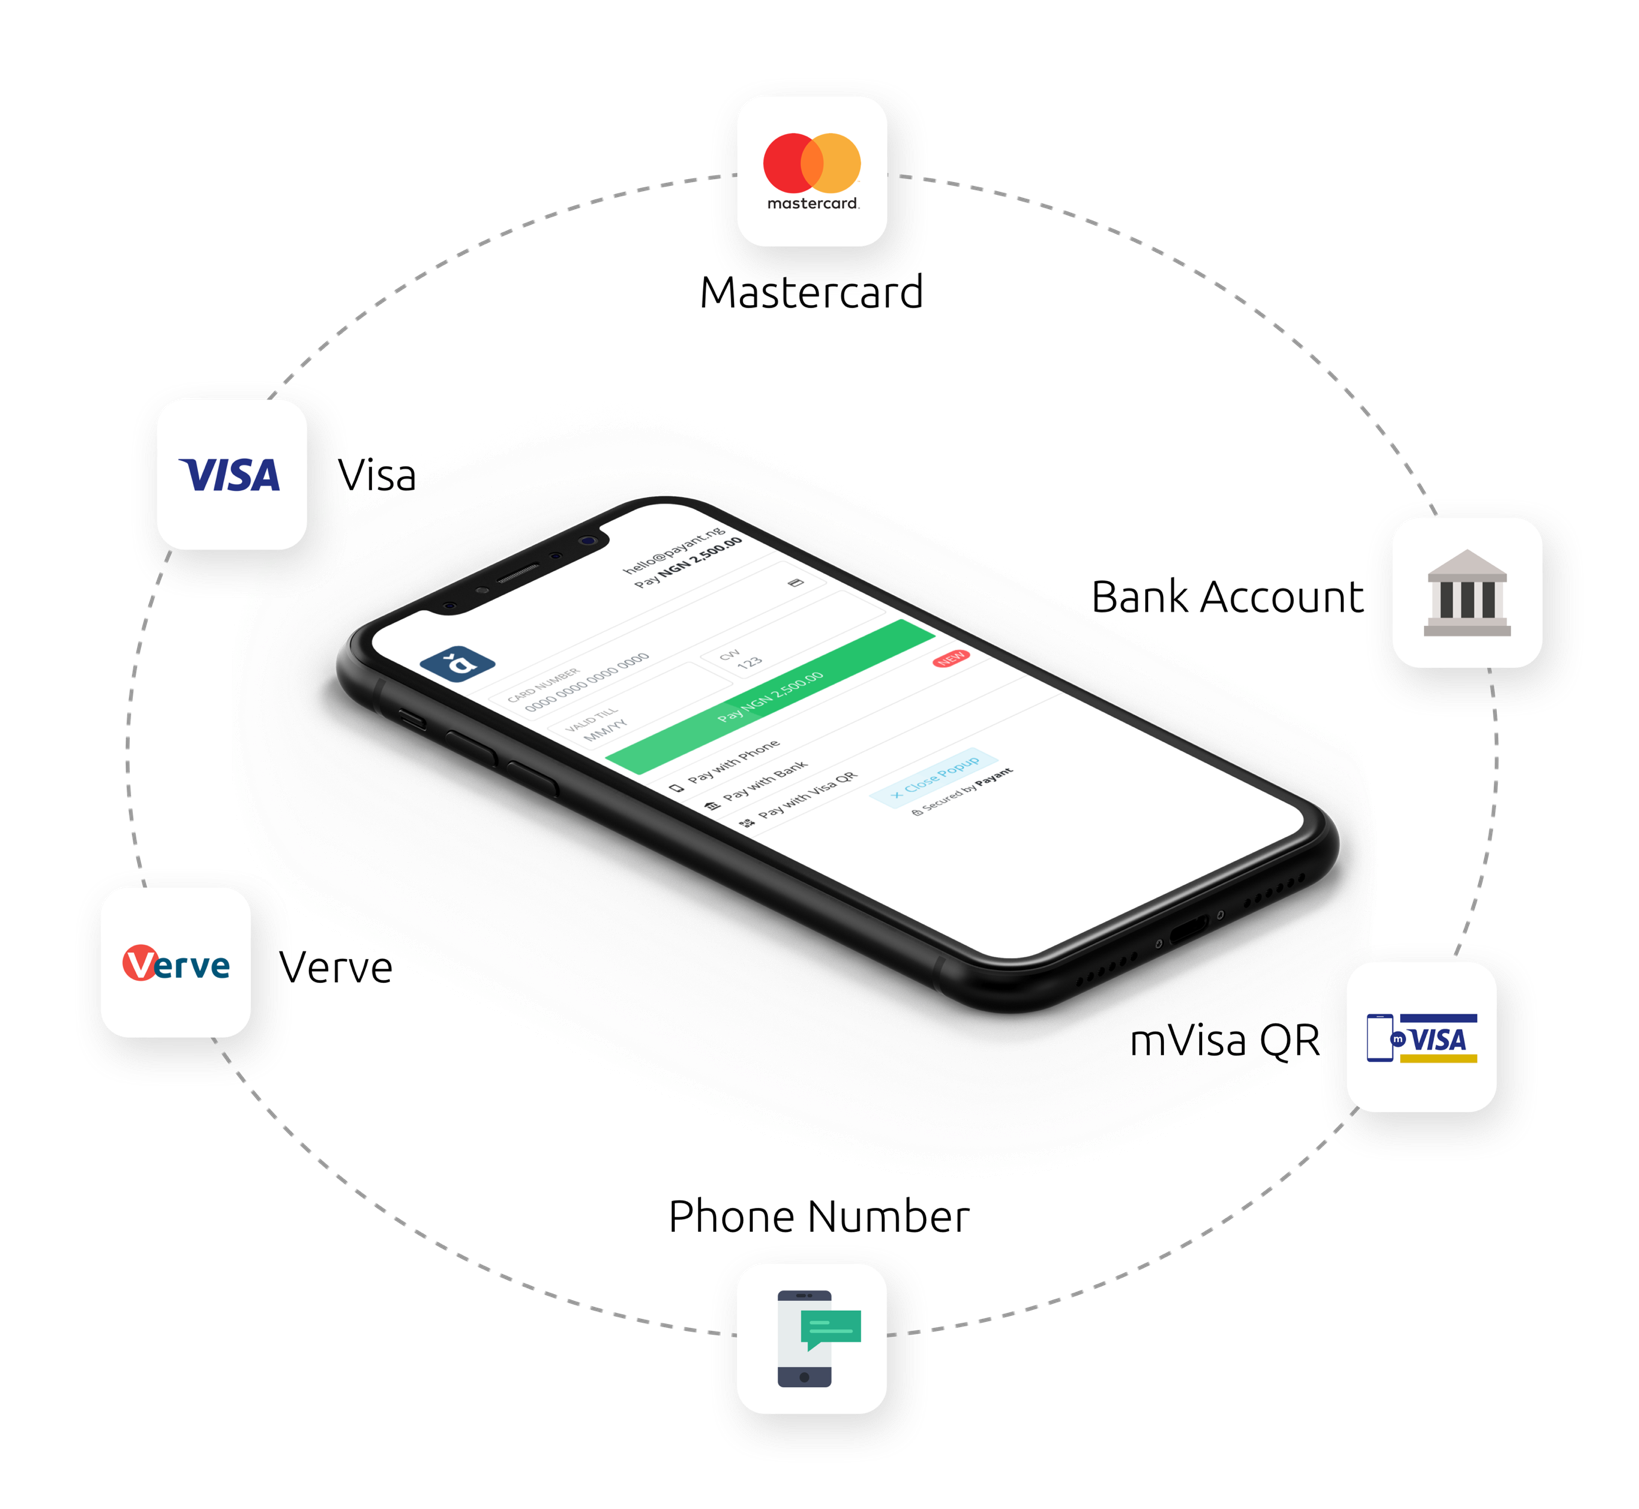 mastercard.
Mastercard
VISA
Visa
hello@payant.ng
Pay NGN 2,500.00
ǎ
CARD NUMBER
0000 0000 0000 0000
VALID TILL
MM/YY
CVV
123
Pay NGN 2,500.00
Pay with Phone
NEW
Pay with Bank
Pay with Visa QR
× Close Popup
Secured by Payant
Bank Account
Verve
Verve
mVisa QR
m VISA
Phone Number